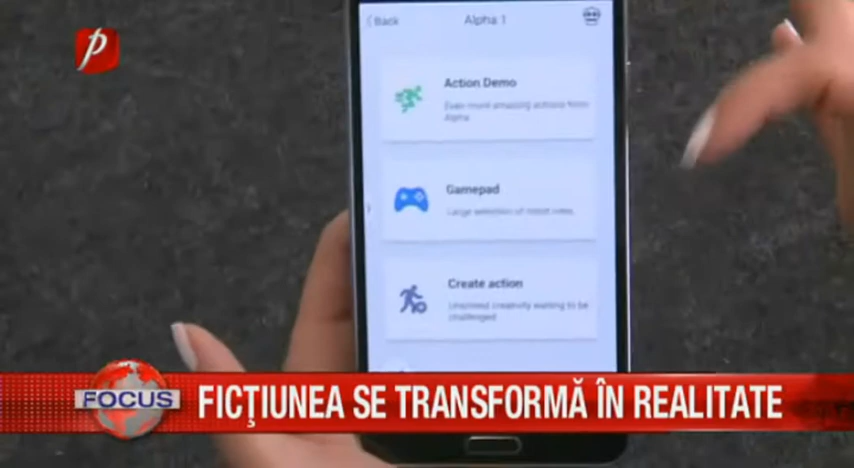 p
Back
Alpha 1
Action Demo
Even more amazing actions from
Alpha
Gamepad
Large selection of robot roles
Create action
Unlimited creativity waiting to be
challenged
FOCUS
FICŢIUNEA SE TRANSFORMĂ ÎN REALITATE